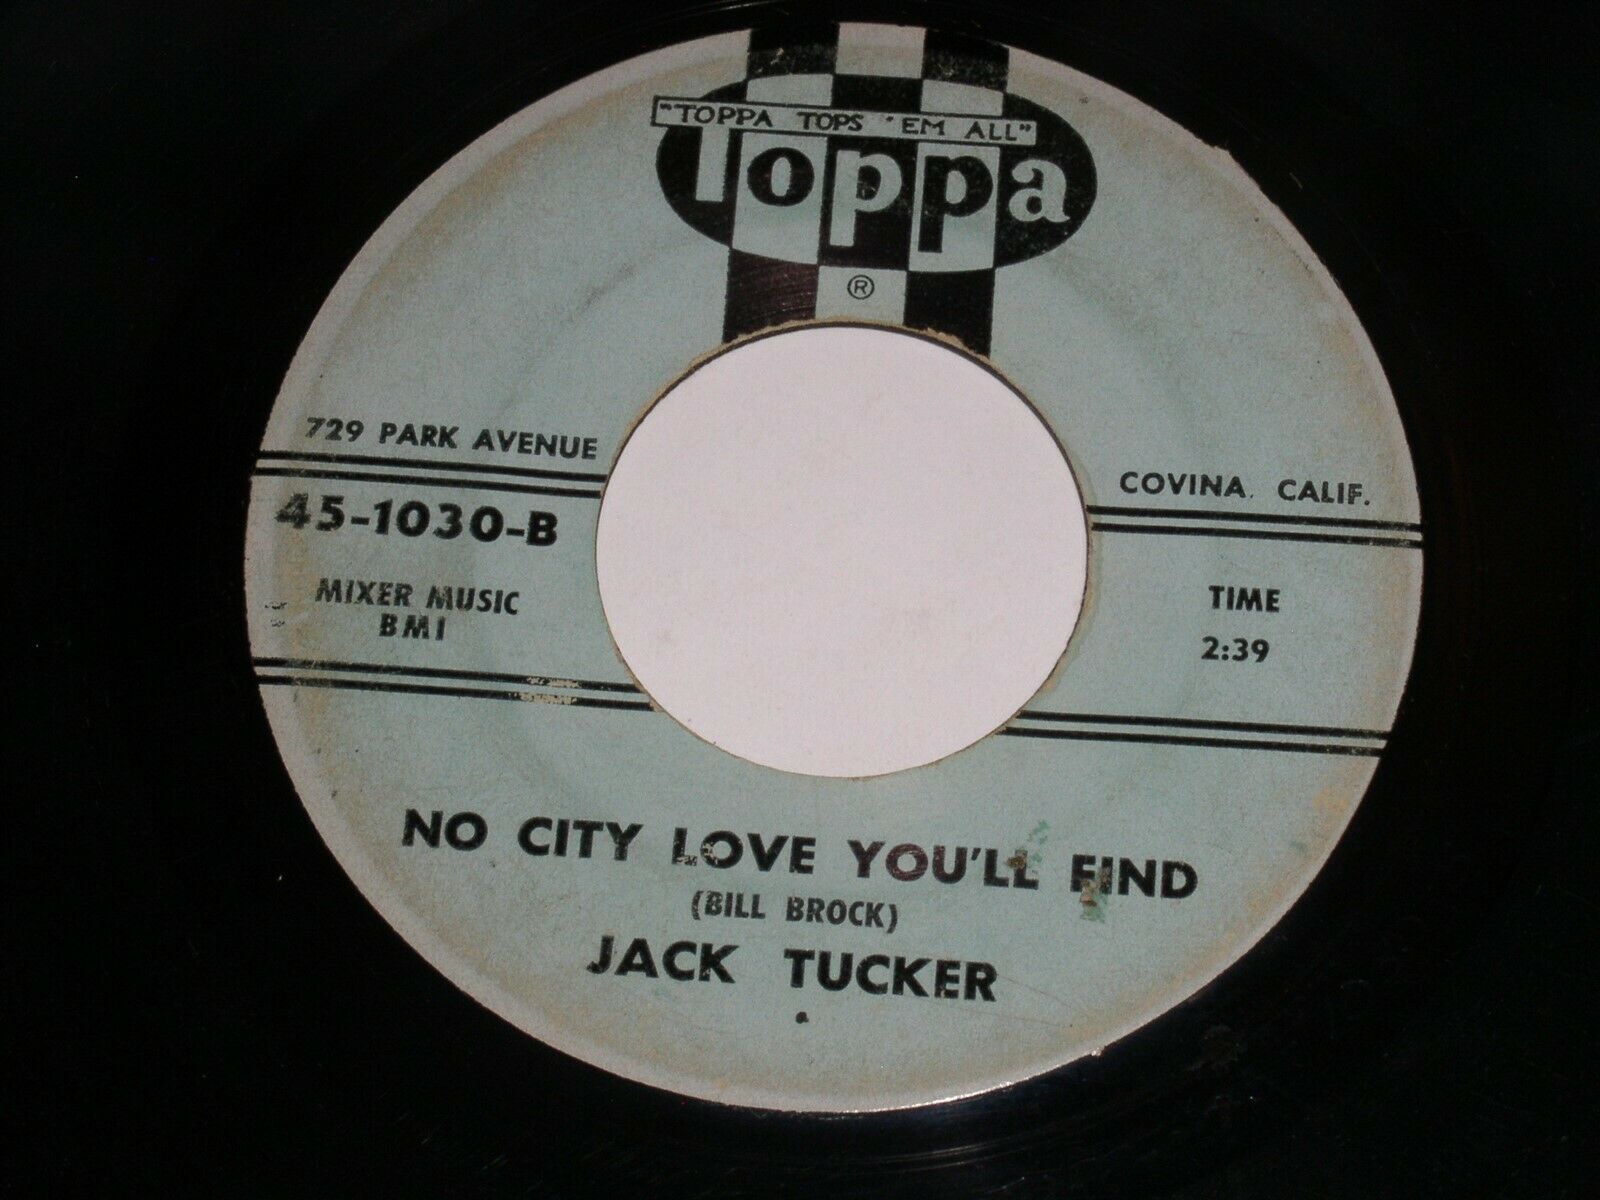 "TOPPA TOPS 'EM ALL"
Toppa
®
729 PARK AVENUE
COVINA, CALIF.
45-1030-B
MIXER MUSIC
BMI
TIME
2:39
NO CITY LOVE YOU'LL FIND
(BILL BROCK)
JACK TUCKER